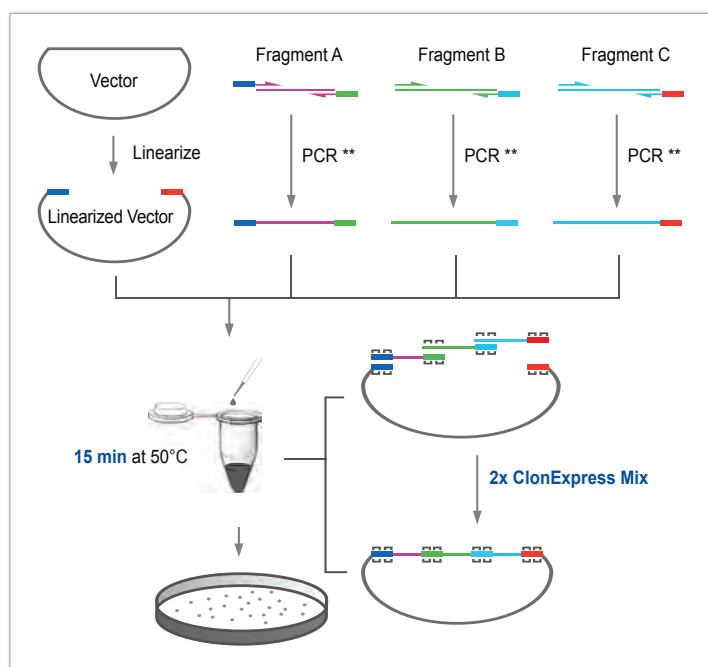 Fragment A
Fragment B
Fragment C
Vector
Linearize
PCR **
PCR **
PCR **
Linearized Vector
15 min at 50°C
2x ClonExpress Mix